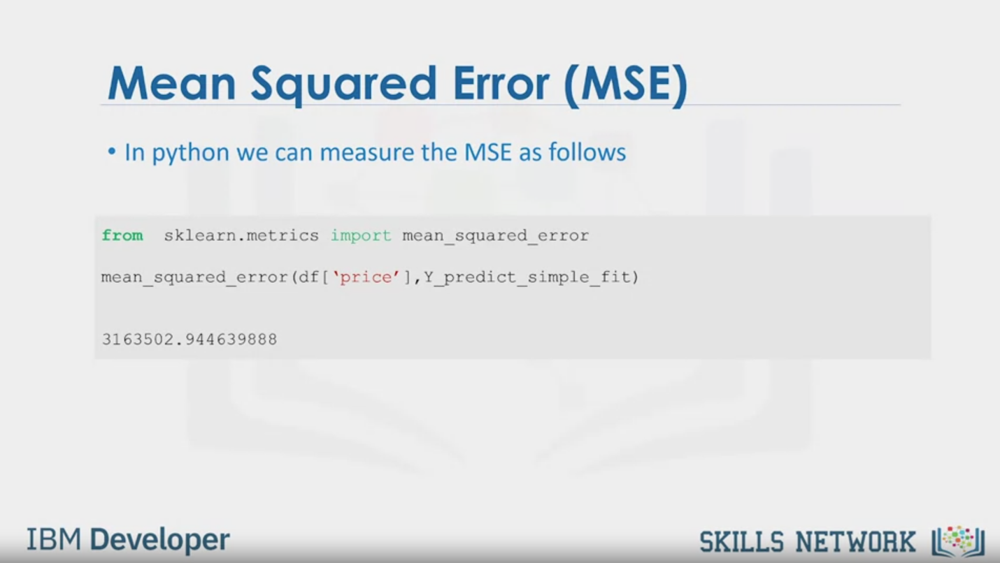 Mean Squared Error (MSE)
• In python we can measure the MSE as follows
from sklearn.metrics import mean_squared_error
mean_squared_error(df[‘price’],Y_predict_simple_fit)
3163502.944639888
IBM Developer
SKILLS NETWORK